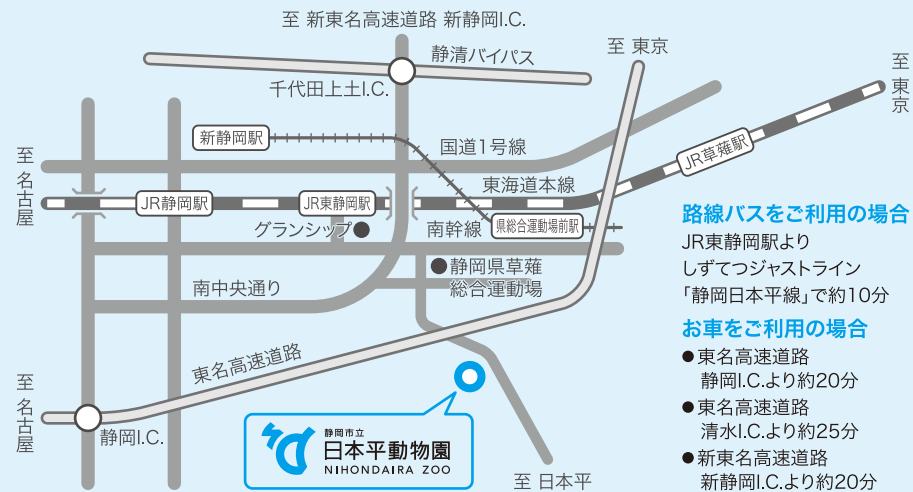 至 新東名高速道路 新静岡I.C.
静清バイパス
至 東京
千代田上土I.C.
至 東京
新静岡駅
国道1号線
JR草薙駅
至 名古屋
東海道本線
JR静岡駅
JR東静岡駅
グランシップ
南幹線
県総合運動場前駅
静岡県草薙
総合運動場
南中央通り
東名高速道路
至 名古屋
静岡I.C.
静岡市立
日本平動物園
NIHONDAIRA ZOO
至 日本平
路線バスをご利用の場合
JR東静岡駅より
しずてつジャストライン
「静岡日本平線」で約10分
お車をご利用の場合
●東名高速道路
静岡I.C.より約20分
●東名高速道路
清水I.C.より約25分
●新東名高速道路
新静岡I.C.より約20分